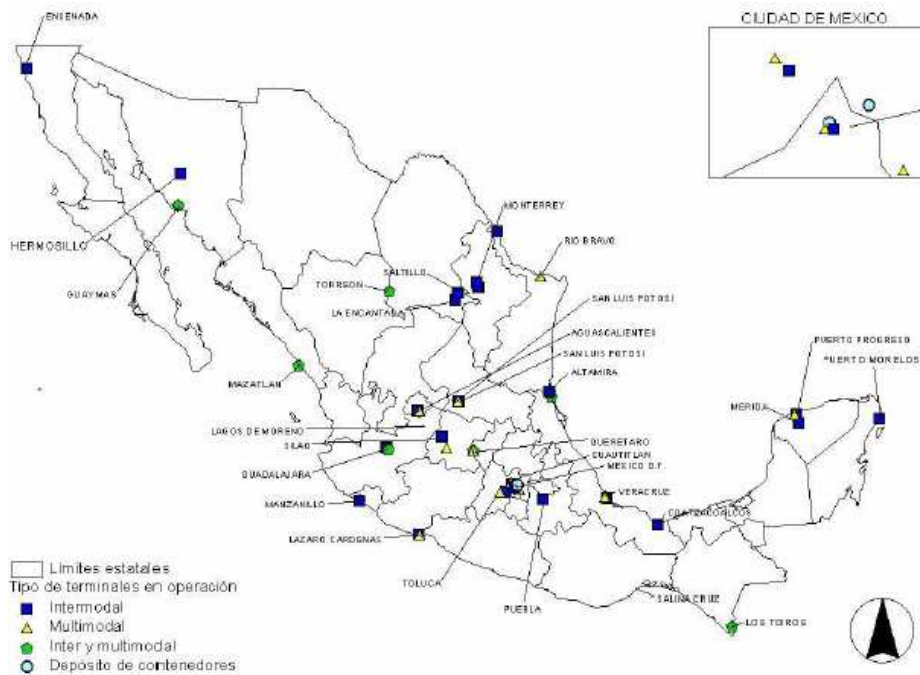 ENSENADA
CIUDAD DE MEXICO
MONTERREY
RIO BRAVO
HERMOSILLO
SALTILLO
TORREON
SAN LUIS POTOSI
GUAYMAS
LA ENCANTADA
AGUASCALIENTES
SAN LUIS POTOSI
PUERTO PROGRESO
PUERTO MORELOS
MAZATLAN
ALTAMIRA
MERIDA
LAGOS DE MORENO
SILAO
QUERETARO
CUAUTITLAN
GUADALAJARA
MEXICO D.F.
MANZANILLO
VERACRUZ
COATZACOALCOS
LAZARO CARDENAS
TOLUCA
PUEBLA
SALINA CRUZ
LOS TOROS
Límites estatales
Tipo de terminales en operación
Intermodal
Multimodal
Inter y multimodal
Depósito de contenedores